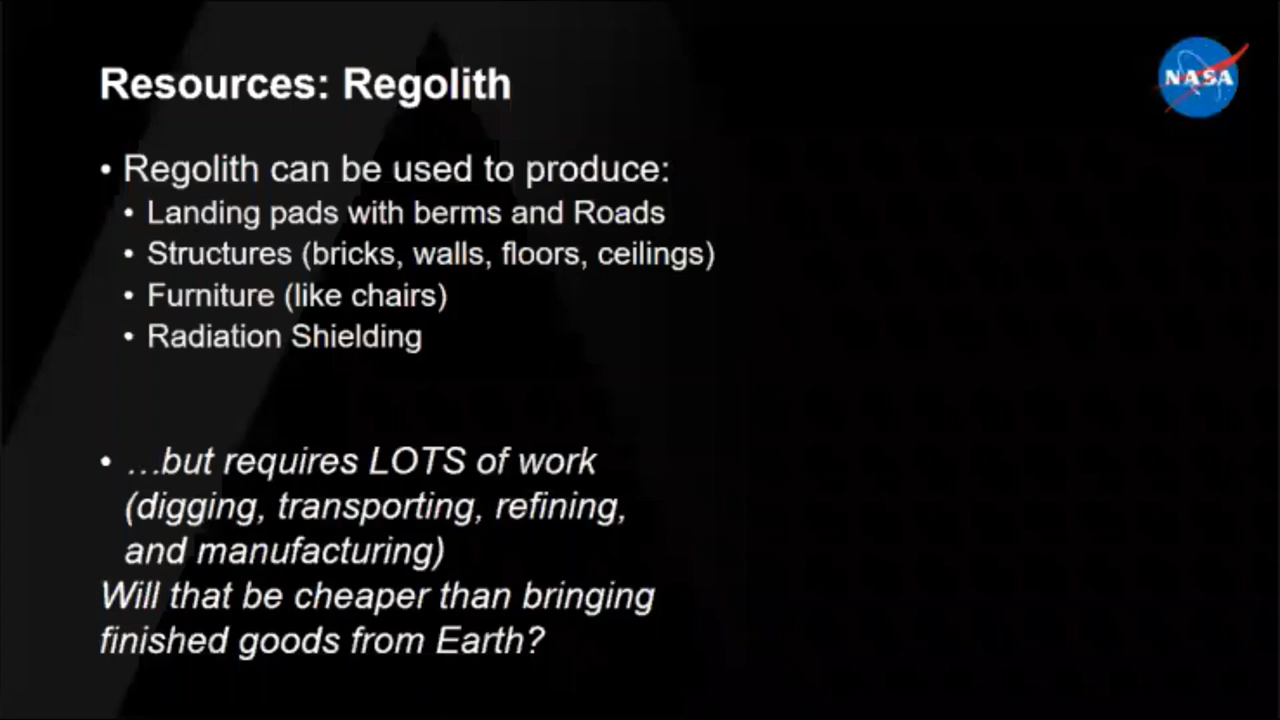 Resources: Regolith
NASA
• Regolith can be used to produce:
• Landing pads with berms and Roads
• Structures (bricks, walls, floors, ceilings)
• Furniture (like chairs)
• Radiation Shielding
• …but requires LOTS of work
(digging, transporting, refining,
and manufacturing)
Will that be cheaper than bringing
finished goods from Earth?